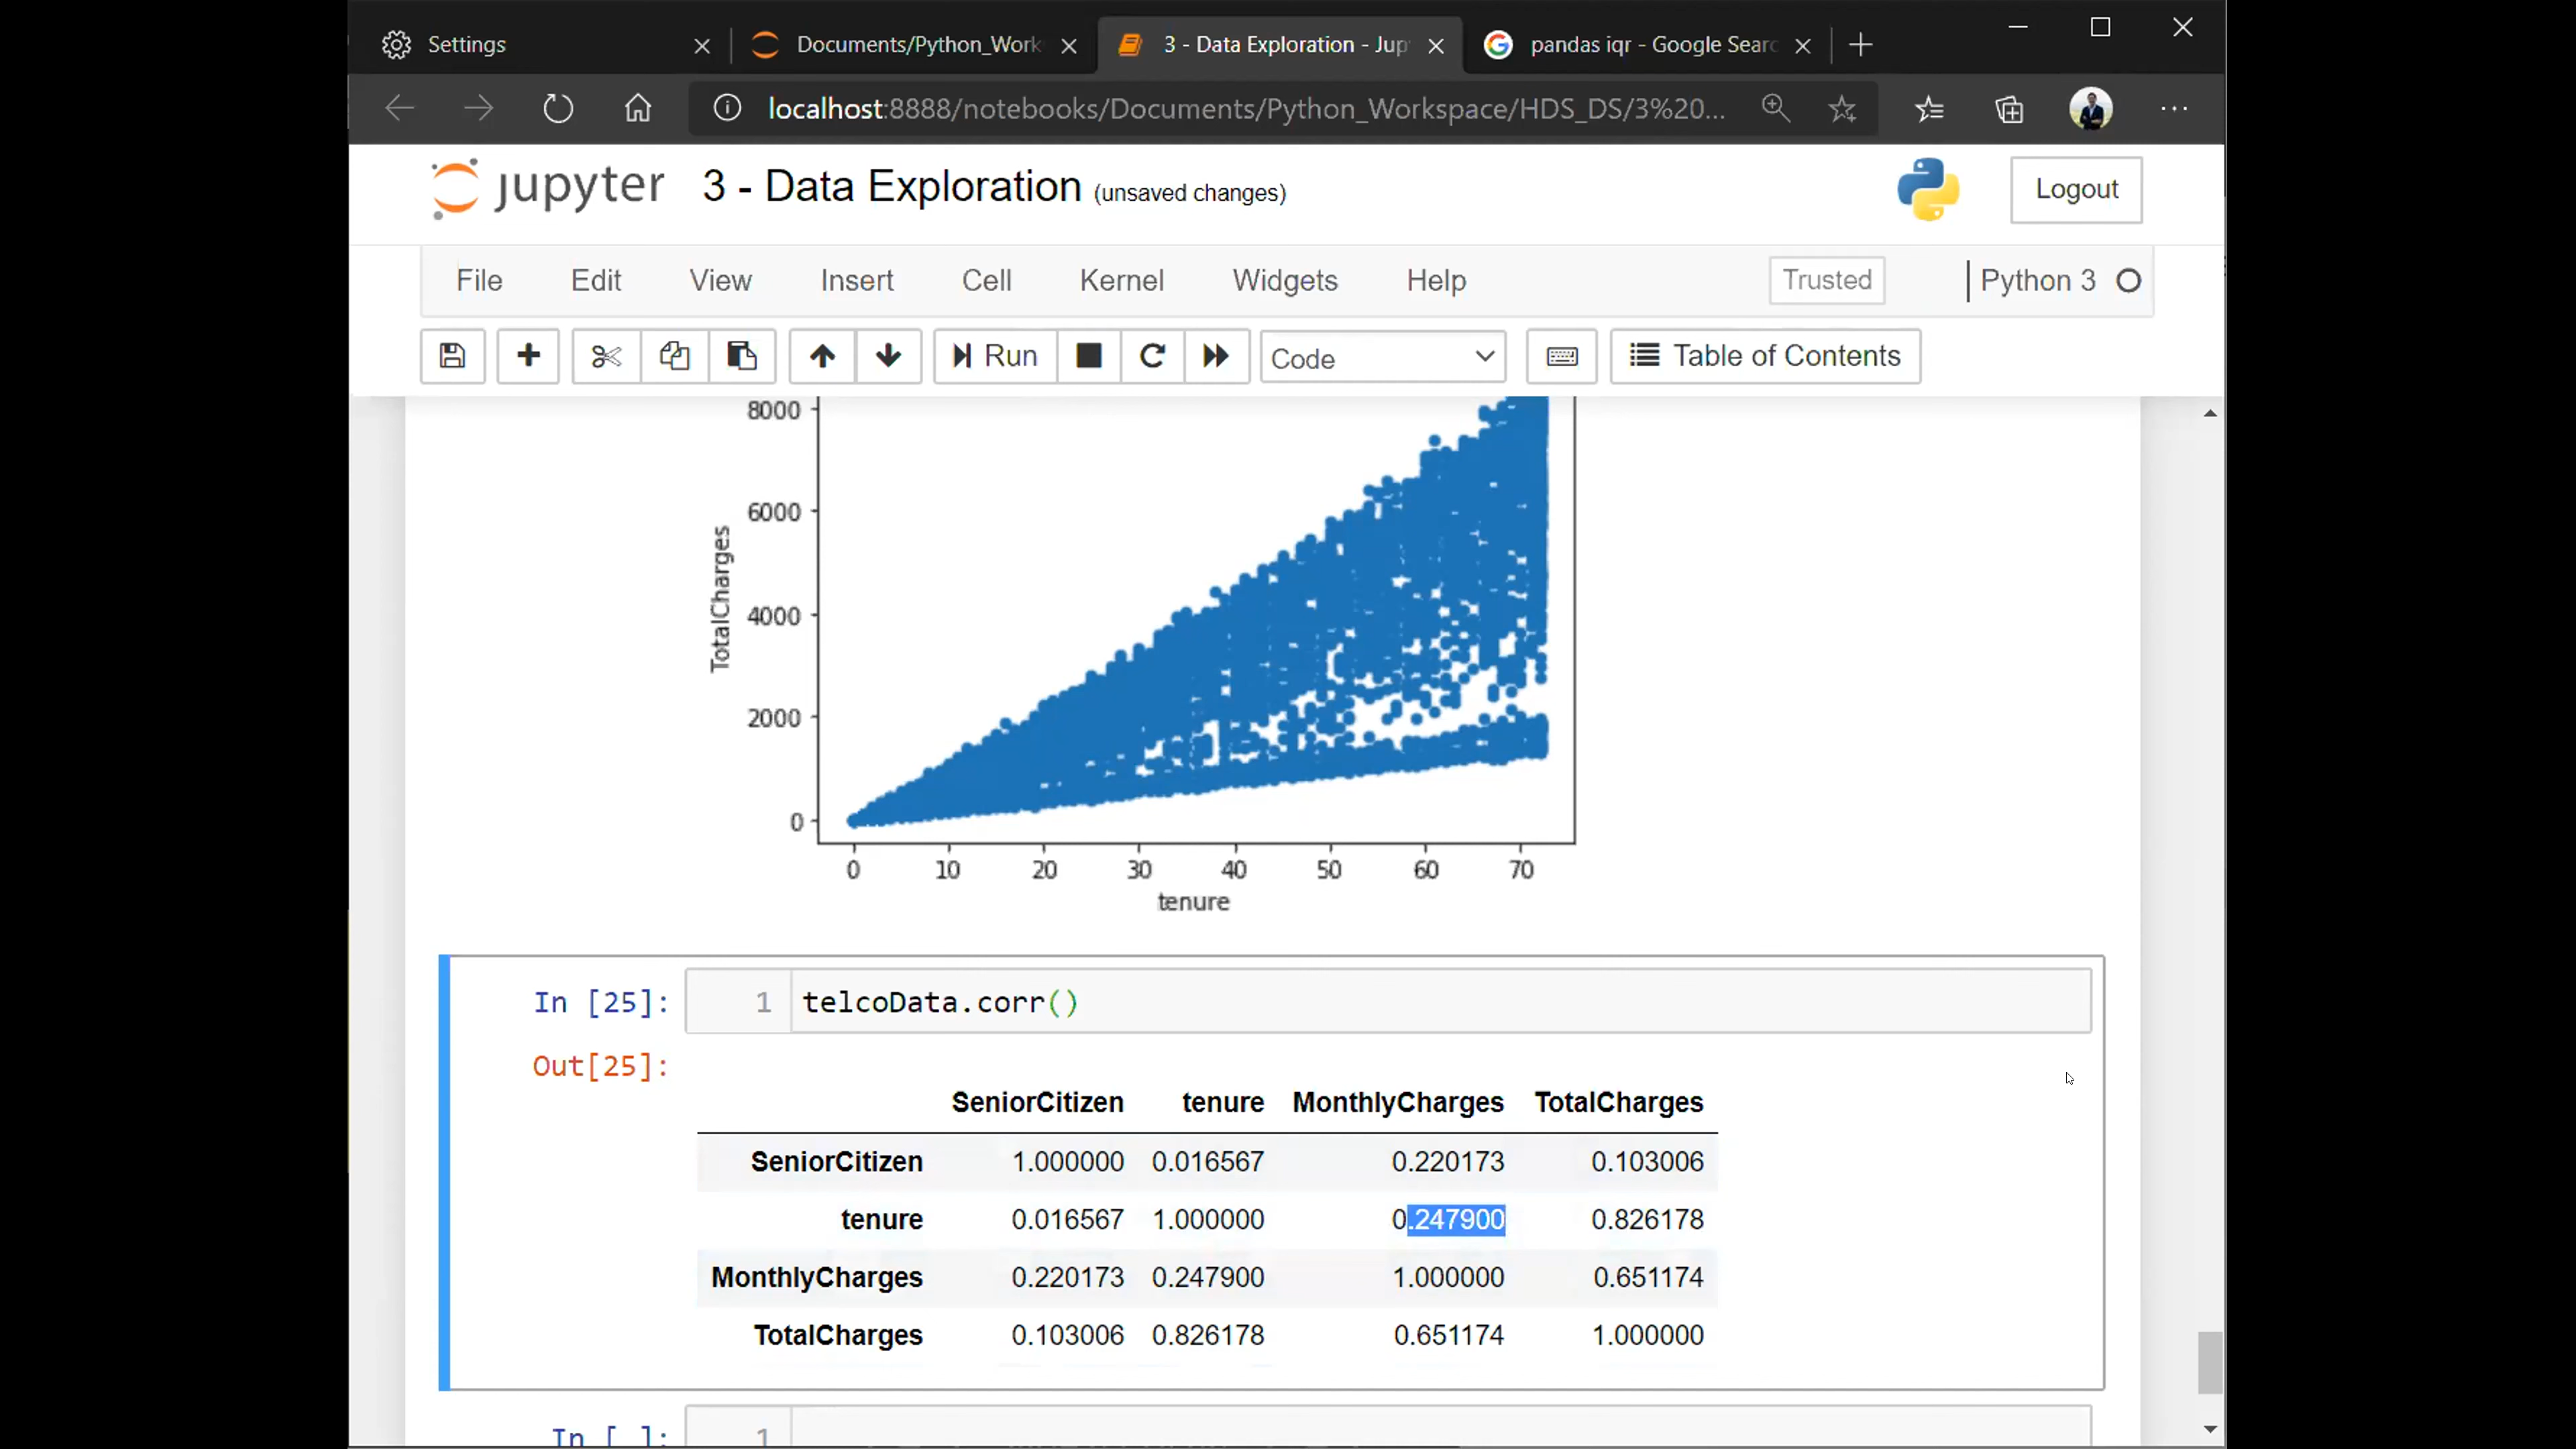 Settings
Documents/Python_Work
3 - Data Exploration - Jup
pandas iqr - Google Searc
localhost:8888/notebooks/Documents/Python_Workspace/HDS_DS/3%20...
jupyter 3 - Data Exploration (unsaved changes)
Logout
File Edit View Insert Cell Kernel Widgets Help Trusted Python 3
Run Code Table of Contents
8000
6000
4000
2000
0
TotalCharges
0 10 20 30 40 50 60 70
tenure
In [25]: 1 telcoData.corr()
Out[25]:
SeniorCitizen tenure MonthlyCharges TotalCharges
SeniorCitizen 1.000000 0.016567 0.220173 0.103006
tenure 0.016567 1.000000 0.247900 0.826178
MonthlyCharges 0.220173 0.247900 1.000000 0.651174
TotalCharges 0.103006 0.826178 0.651174 1.000000
In [ ]: 1